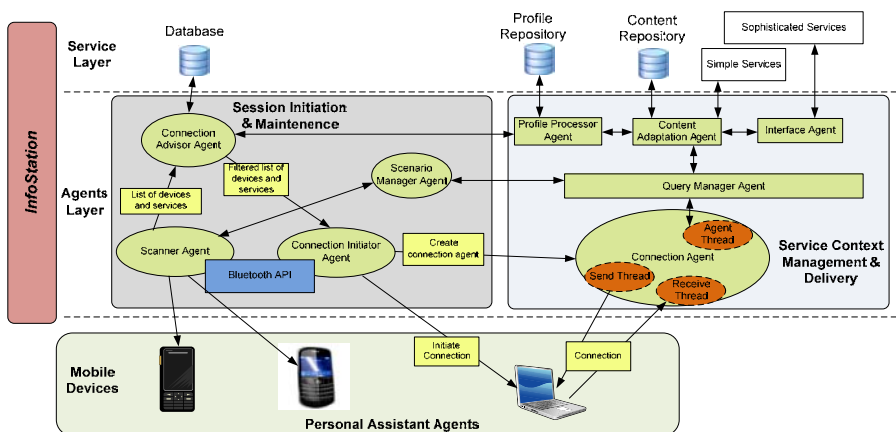 InfoStation
Service
Layer
Database
Profile
Repository
Content
Repository
Sophisticated Services
Simple Services
Agents
Layer
Session Initiation
& Maintenence
Connection
Advisor Agent
List of devices
and services
Filtered list of
devices and
services
Scenario
Manager Agent
Scanner Agent
Connection Initiator
Agent
Bluetooth API
Create
connection agent
Profile Processor
Agent
Content
Adaptation Agent
Interface Agent
Query Manager Agent
Agent
Thread
Connection Agent
Send Thread
Receive
Thread
Service Context
Management &
Delivery
Mobile
Devices
Initiate
Connection
Connection
Personal Assistant Agents